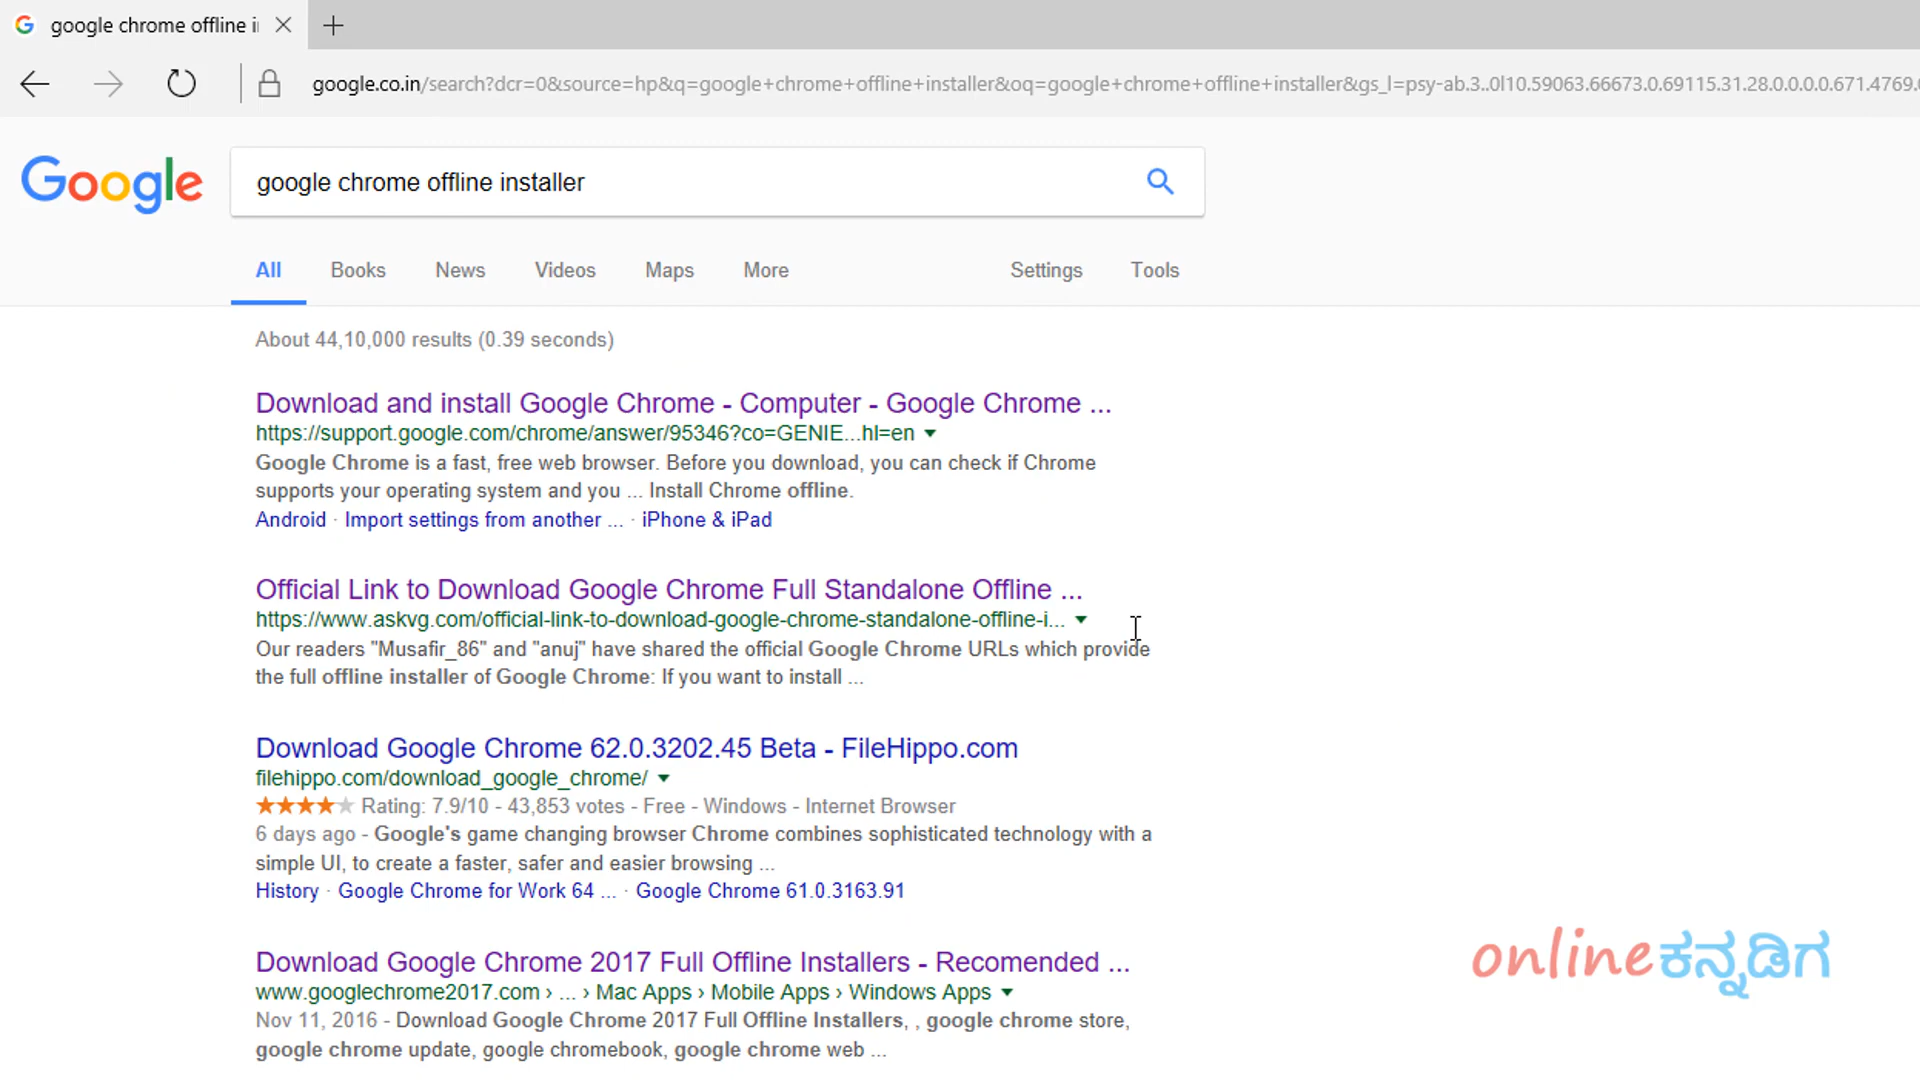 google chrome offline i
google.co.in/search?dcr=0&source=hp&q=google+chrome+offline+installer&oq=google+chrome+offline+installer&gs_l=psy-ab.3..0l10.59063.66673.0.69115.31.28.0.0.0.0.671.4769.
Google
google chrome offline installer
All Books News Videos Maps More Settings Tools
About 44,10,000 results (0.39 seconds)
Download and install Google Chrome - Computer - Google Chrome ...
https://support.google.com/chrome/answer/95346?co=GENIE...hl=en
Google Chrome is a fast, free web browser. Before you download, you can check if Chrome
supports your operating system and you ... Install Chrome offline.
Android · Import settings from another ... · iPhone & iPad
Official Link to Download Google Chrome Full Standalone Offline ...
https://www.askvg.com/official-link-to-download-google-chrome-standalone-offline-i...
Our readers "Musafir_86" and "anuj" have shared the official Google Chrome URLs which provide
the full offline installer of Google Chrome: If you want to install ...
Download Google Chrome 62.0.3202.45 Beta - FileHippo.com
filehippo.com/download_google_chrome/
Rating: 7.9/10 - 43,853 votes - Free - Windows - Internet Browser
6 days ago - Google's game changing browser Chrome combines sophisticated technology with a
simple UI, to create a faster, safer and easier browsing ...
History · Google Chrome for Work 64 ... · Google Chrome 61.0.3163.91
Download Google Chrome 2017 Full Offline Installers - Recomended ...
www.googlechrome2017.com › ... › Mac Apps › Mobile Apps › Windows Apps
Nov 11, 2016 - Download Google Chrome 2017 Full Offline Installers, , google chrome store,
google chrome update, google chromebook, google chrome web ...
onlineಕನ್ನಡಿಗ